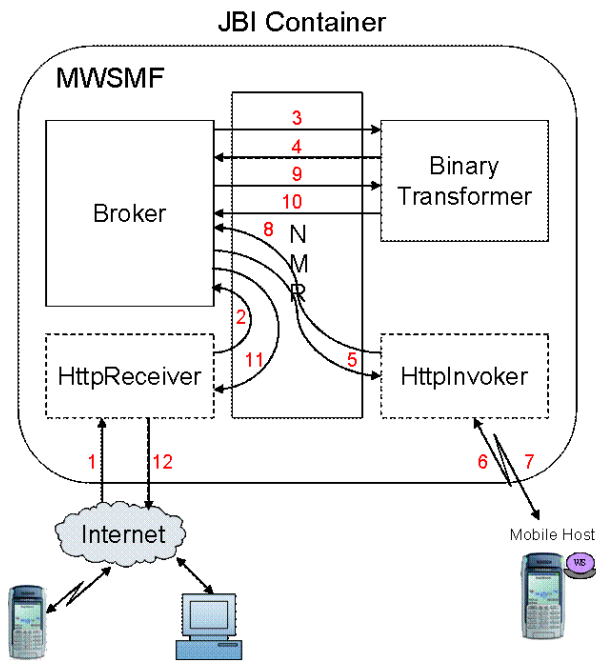 JBI Container
MWSMF
3
4
9
10
Broker
Binary
Transformer
8
N
M
R
2
11
5
HttpReceiver
HttpInvoker
1
12
6
7
Internet
Mobile Host
WS